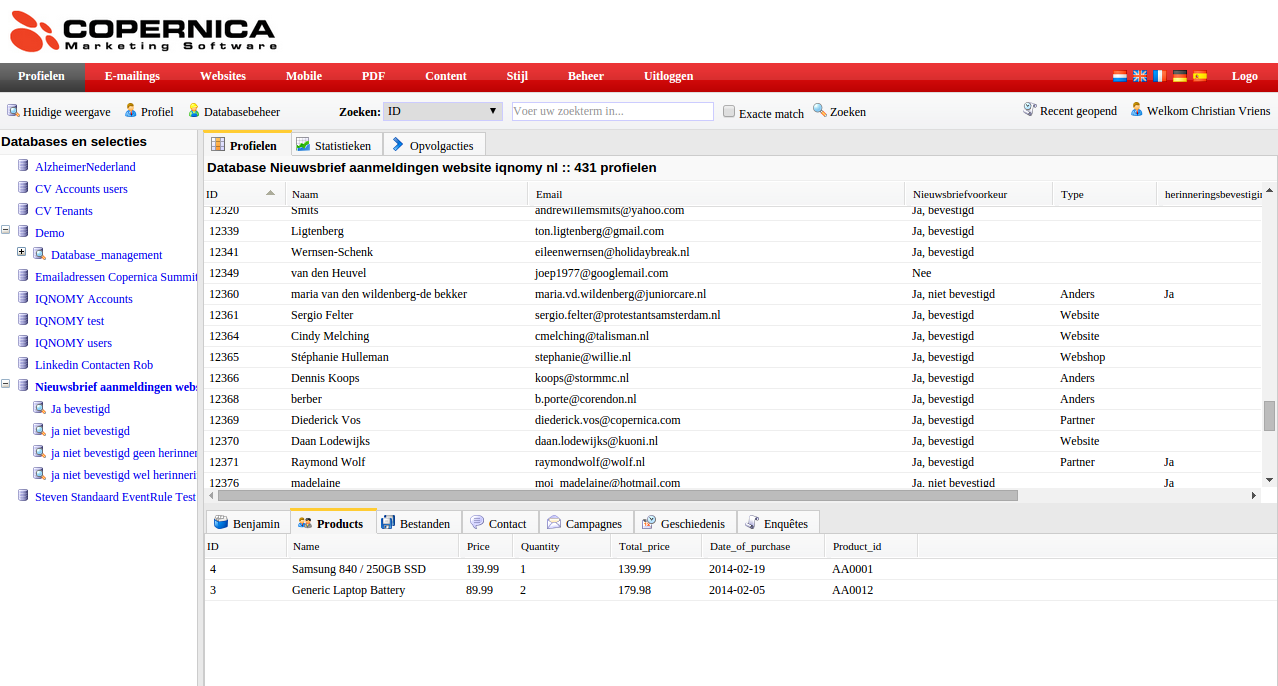 COPERNICA
Marketing Software
Profielen E-mailings Websites Mobile PDF Content Stijl Beheer Uitloggen Logo
Huidige weergave Profiel Databasebeheer Zoeken: ID Voer uw zoekterm in... Exacte match Zoeken Recent geopend Welkom Christian Vriens
Databases en selecties
AlzheimerNederland
CV Accounts users
CV Tenants
Demo
Database_management
Emailadressen Copernica Summit
IQNOMY Accounts
IQNOMY test
IQNOMY users
Linkedin Contacten Rob
Nieuwsbrief aanmeldingen webs
Ja bevestigd
ja niet bevestigd
ja niet bevestigd geen herinner
ja niet bevestigd wel herinneri
Steven Standaard EventRule Test
Profielen Statistieken Opvolgacties
Database Nieuwsbrief aanmeldingen website iqnomy nl :: 431 profielen
ID Naam Email Nieuwsbriefvoorkeur Type herinneringsbevestigin
12320 Smits andrewillemsmits@yahoo.com Ja, bevestigd
12339 Ligtenberg ton.ligtenberg@gmail.com Ja, bevestigd
12341 Wernsen-Schenk eileenwernsen@holidaybreak.nl Ja, bevestigd
12349 van den Heuvel joep1977@googlemail.com Nee
12360 maria van den wildenberg-de bekker maria.vd.wildenberg@juniorcare.nl Ja, niet bevestigd Anders Ja
12361 Sergio Felter sergio.felter@protestantsamsterdam.nl Ja, bevestigd Website
12364 Cindy Melching cmelching@talisman.nl Ja, bevestigd Website
12365 Stéphanie Hulleman stephanie@willie.nl Ja, bevestigd Webshop
12366 Dennis Koops koops@stormmc.nl Ja, bevestigd Anders
12368 berber b.porte@corendon.nl Ja, bevestigd Anders
12369 Diederick Vos diederick.vos@copernica.com Ja, bevestigd Partner
12370 Daan Lodewijks daan.lodewijks@kuoni.nl Ja, bevestigd Website
12371 Raymond Wolf raymondwolf@wolf.nl Ja, bevestigd Partner Ja
12376 madelaine moi_madelaine@hotmail.com Ja, niet bevestigd Ja
Benjamin Products Bestanden Contact Campagnes Geschiedenis Enquêtes
ID Name Price Quantity Total_price Date_of_purchase Product_id
4 Samsung 840 / 250GB SSD 139.99 1 139.99 2014-02-19 AA0001
3 Generic Laptop Battery 89.99 2 179.98 2014-02-05 AA0012